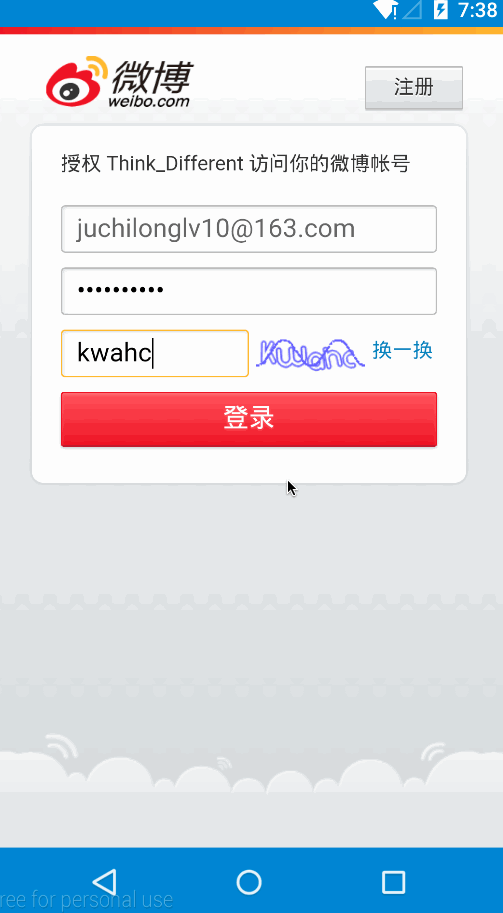 7:38
微博
weibo.com
注册
授权 Think_Different 访问你的微博帐号
juchilonglv10@163.com
••••••••••
kwahc
换一换
登录
ree for personal use